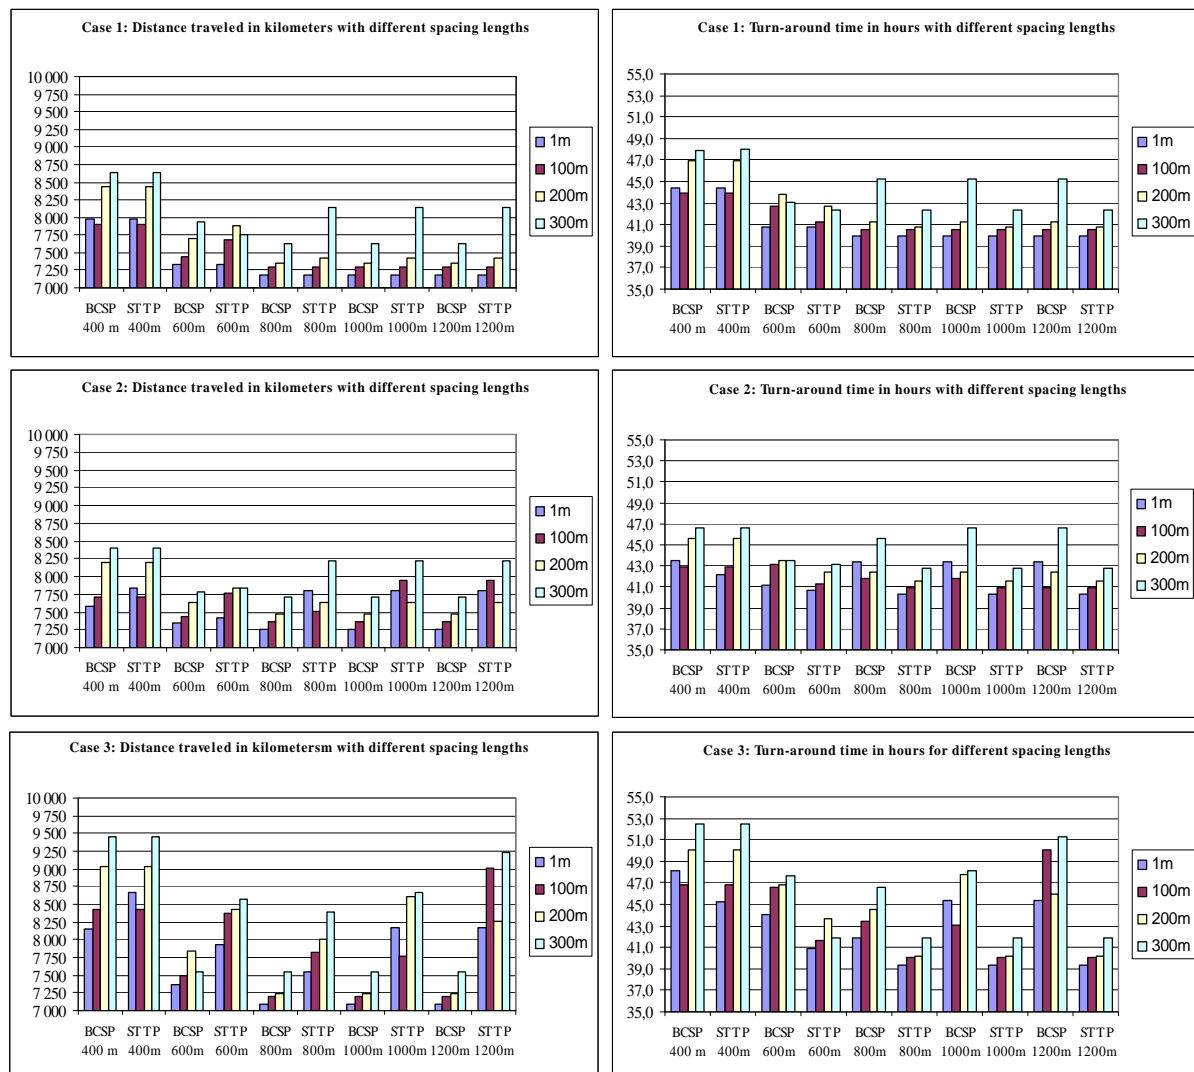 Case 1: Distance traveled in kilometers with different spacing lengths
10 000
9 750
9 500
9 250
9 000
8 750
8 500
8 250
8 000
7 750
7 500
7 250
7 000
BCSP STTP BCSP STTP BCSP STTP BCSP STTP BCSP STTP
400 m 400m 600m 600m 800m 800m 1000m 1000m 1200m 1200m
1m
100m
200m
300m
Case 1: Turn-around time in hours with different spacing lengths
55,0
53,0
51,0
49,0
47,0
45,0
43,0
41,0
39,0
37,0
35,0
BCSP STTP BCSP STTP BCSP STTP BCSP STTP BCSP STTP
400 m 400m 600m 600m 800m 800m 1000m 1000m 1200m 1200m
1m
100m
200m
300m
Case 2: Distance traveled in kilometers with different spacing lengths
10 000
9 750
9 500
9 250
9 000
8 750
8 500
8 250
8 000
7 750
7 500
7 250
7 000
BCSP STTP BCSP STTP BCSP STTP BCSP STTP BCSP STTP
400 m 400m 600m 600m 800m 800m 1000m 1000m 1200m 1200m
1m
100m
200m
300m
Case 2: Turn-around time in hours with different spacing lengths
55,0
53,0
51,0
49,0
47,0
45,0
43,0
41,0
39,0
37,0
35,0
BCSP STTP BCSP STTP BCSP STTP BCSP STTP BCSP STTP
400 m 400m 600m 600m 800m 800m 1000m 1000m 1200m 1200m
1m
100m
200m
300m
Case 3: Distance traveled in kilometersm with different spacing lengths
10 000
9 750
9 500
9 250
9 000
8 750
8 500
8 250
8 000
7 750
7 500
7 250
7 000
BCSP STTP BCSP STTP BCSP STTP BCSP STTP BCSP STTP
400 m 400m 600m 600m 800m 800m 1000m 1000m 1200m 1200m
1m
100m
200m
300m
Case 3: Turn-around time in hours for different spacing lengths
55,0
53,0
51,0
49,0
47,0
45,0
43,0
41,0
39,0
37,0
35,0
BCSP STTP BCSP STTP BCSP STTP BCSP STTP BCSP STTP
400 m 400m 600m 600m 800m 800m 1000m 1000m 1200m 1200m
1m
100m
200m
300m